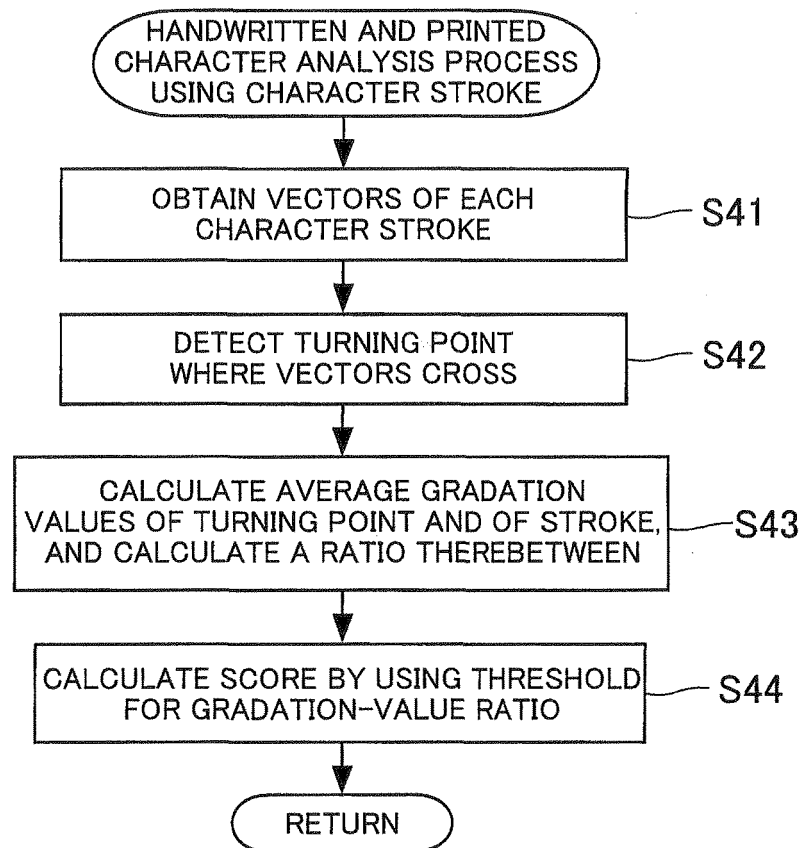 HANDWRITTEN AND PRINTED
CHARACTER ANALYSIS PROCESS
USING CHARACTER STROKE
OBTAIN VECTORS OF EACH
CHARACTER STROKE
S41
DETECT TURNING POINT
WHERE VECTORS CROSS
S42
CALCULATE AVERAGE GRADATION
VALUES OF TURNING POINT AND OF STROKE,
AND CALCULATE A RATIO THEREBETWEEN
S43
CALCULATE SCORE BY USING THRESHOLD
FOR GRADATION-VALUE RATIO
S44
RETURN